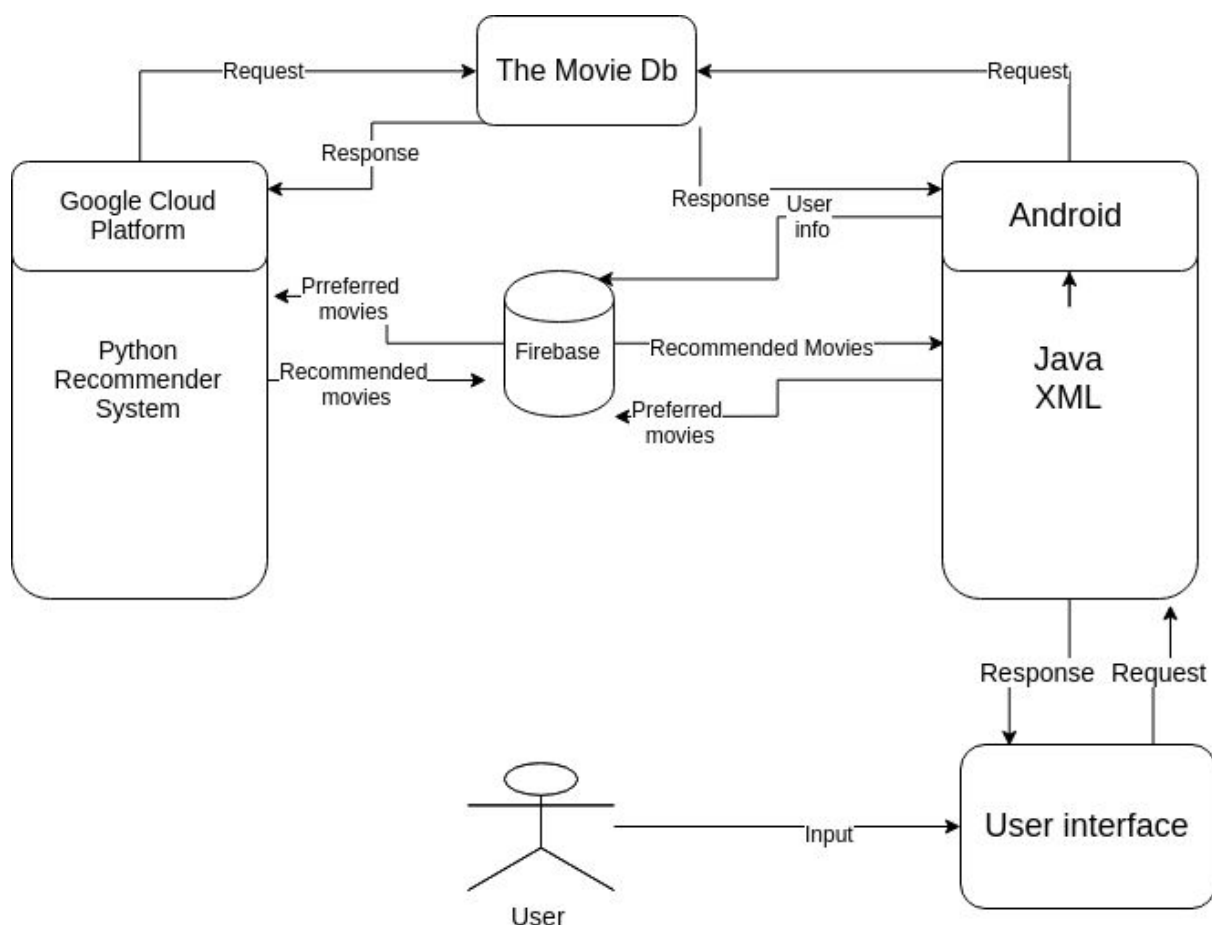 The Movie Db
Request
Request
Response
Response
Google Cloud
Platform
Android
User
info
Prreferred
movies
Firebase
Recommended Movies
Python
Recommender
System
Java
XML
Recommended
movies
Preferred
movies
Response
Request
User interface
Input
User